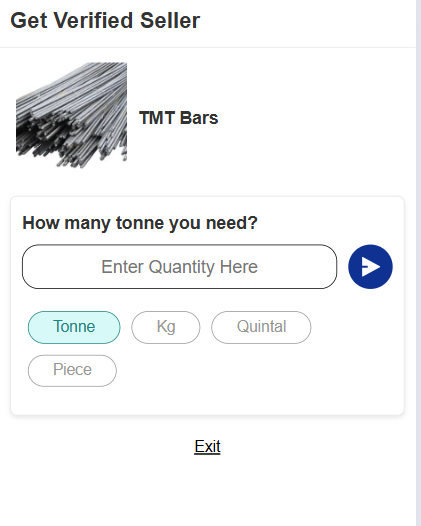 Get Verified Seller
TMT Bars
How many tonne you need?
Enter Quantity Here
Tonne Kg Quintal
Piece
Exit